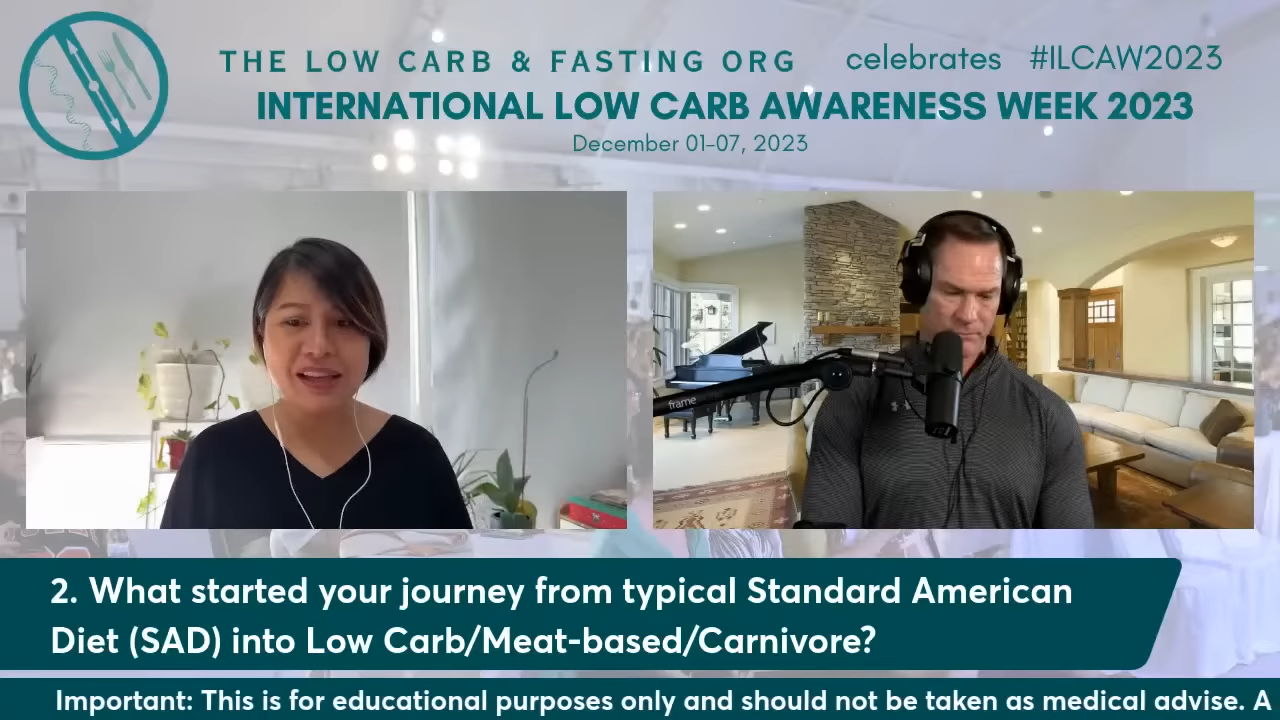 THE LOW CARB & FASTING ORG celebrates #ILCAW2023
INTERNATIONAL LOW CARB AWARENESS WEEK 2023
December 01-07, 2023
frame
2. What started your journey from typical Standard American
Diet (SAD) into Low Carb/Meat-based/Carnivore?
Important: This is for educational purposes only and should not be taken as medical advise. A